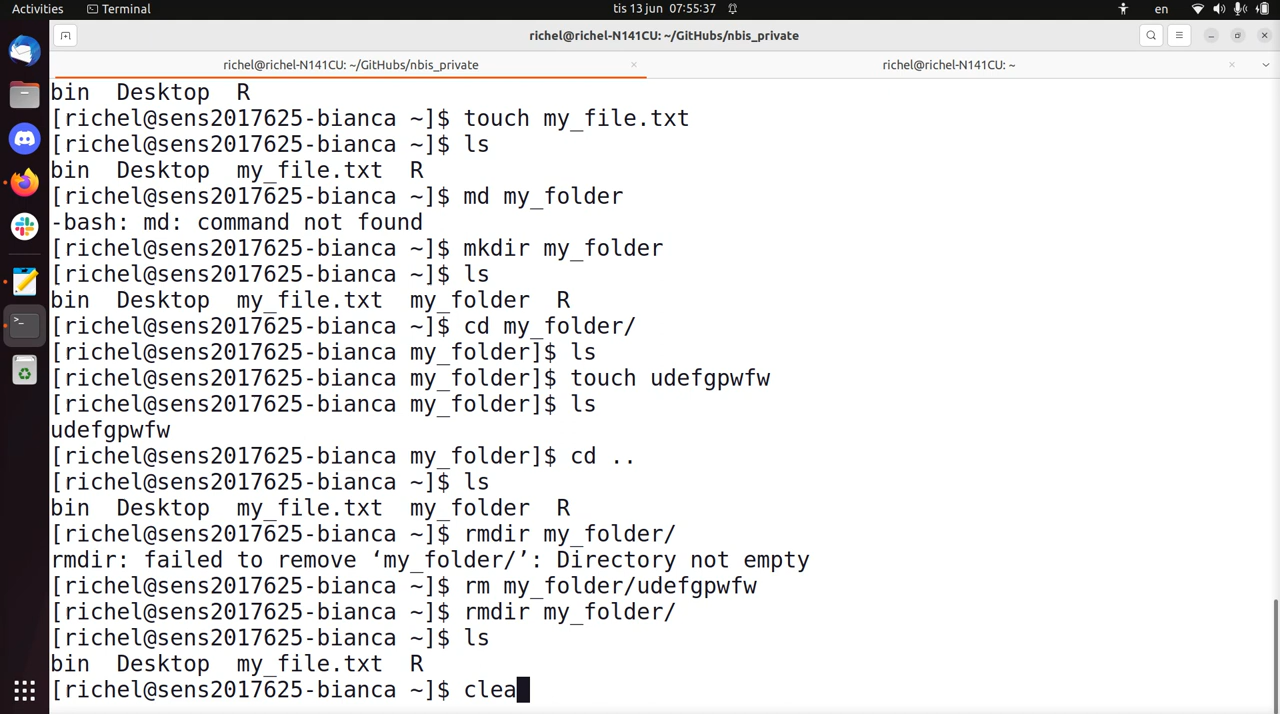 Activities Terminal tis 13 jun 07:55:37 en
richel@richel-N141CU: ~/GitHubs/nbis_private
richel@richel-N141CU: ~/GitHubs/nbis_private × richel@richel-N141CU: ~ ×
bin  Desktop  R
[richel@sens2017625-bianca ~]$ touch my_file.txt
[richel@sens2017625-bianca ~]$ ls
bin  Desktop  my_file.txt  R
[richel@sens2017625-bianca ~]$ md my_folder
-bash: md: command not found
[richel@sens2017625-bianca ~]$ mkdir my_folder
[richel@sens2017625-bianca ~]$ ls
bin  Desktop  my_file.txt  my_folder  R
[richel@sens2017625-bianca ~]$ cd my_folder/
[richel@sens2017625-bianca my_folder]$ ls
[richel@sens2017625-bianca my_folder]$ touch udefgpwfw
[richel@sens2017625-bianca my_folder]$ ls
udefgpwfw
[richel@sens2017625-bianca my_folder]$ cd ..
[richel@sens2017625-bianca ~]$ ls
bin  Desktop  my_file.txt  my_folder  R
[richel@sens2017625-bianca ~]$ rmdir my_folder/
rmdir: failed to remove ‘my_folder/’: Directory not empty
[richel@sens2017625-bianca ~]$ rm my_folder/udefgpwfw
[richel@sens2017625-bianca ~]$ rmdir my_folder/
[richel@sens2017625-bianca ~]$ ls
bin  Desktop  my_file.txt  R
[richel@sens2017625-bianca ~]$ clea